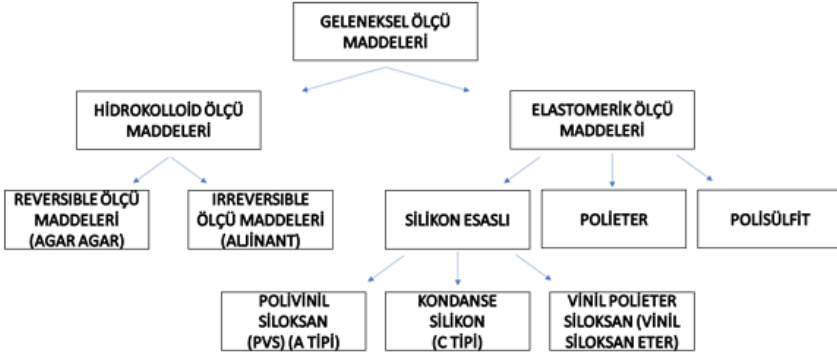 GELENEKSEL ÖLÇÜ
MADDELERİ
HİDROKOLLOİD ÖLÇÜ
MADDELERİ
ELASTOMERİK ÖLÇÜ
MADDELERİ
REVERSIBLE ÖLÇÜ
MADDELERİ
(AGAR AGAR)
IRREVERSIBLE
ÖLÇÜ MADDELERİ
(ALJİNANT)
SİLİKON ESASLI
POLİETER
POLİSÜLFİT
POLİVİNİL
SİLOKSAN
(PVS) (A TİPİ)
KONDANSE
SİLİKON
(C TİPİ)
VİNİL POLİETER
SİLOKSAN (VİNİL
SİLOKSAN ETER)